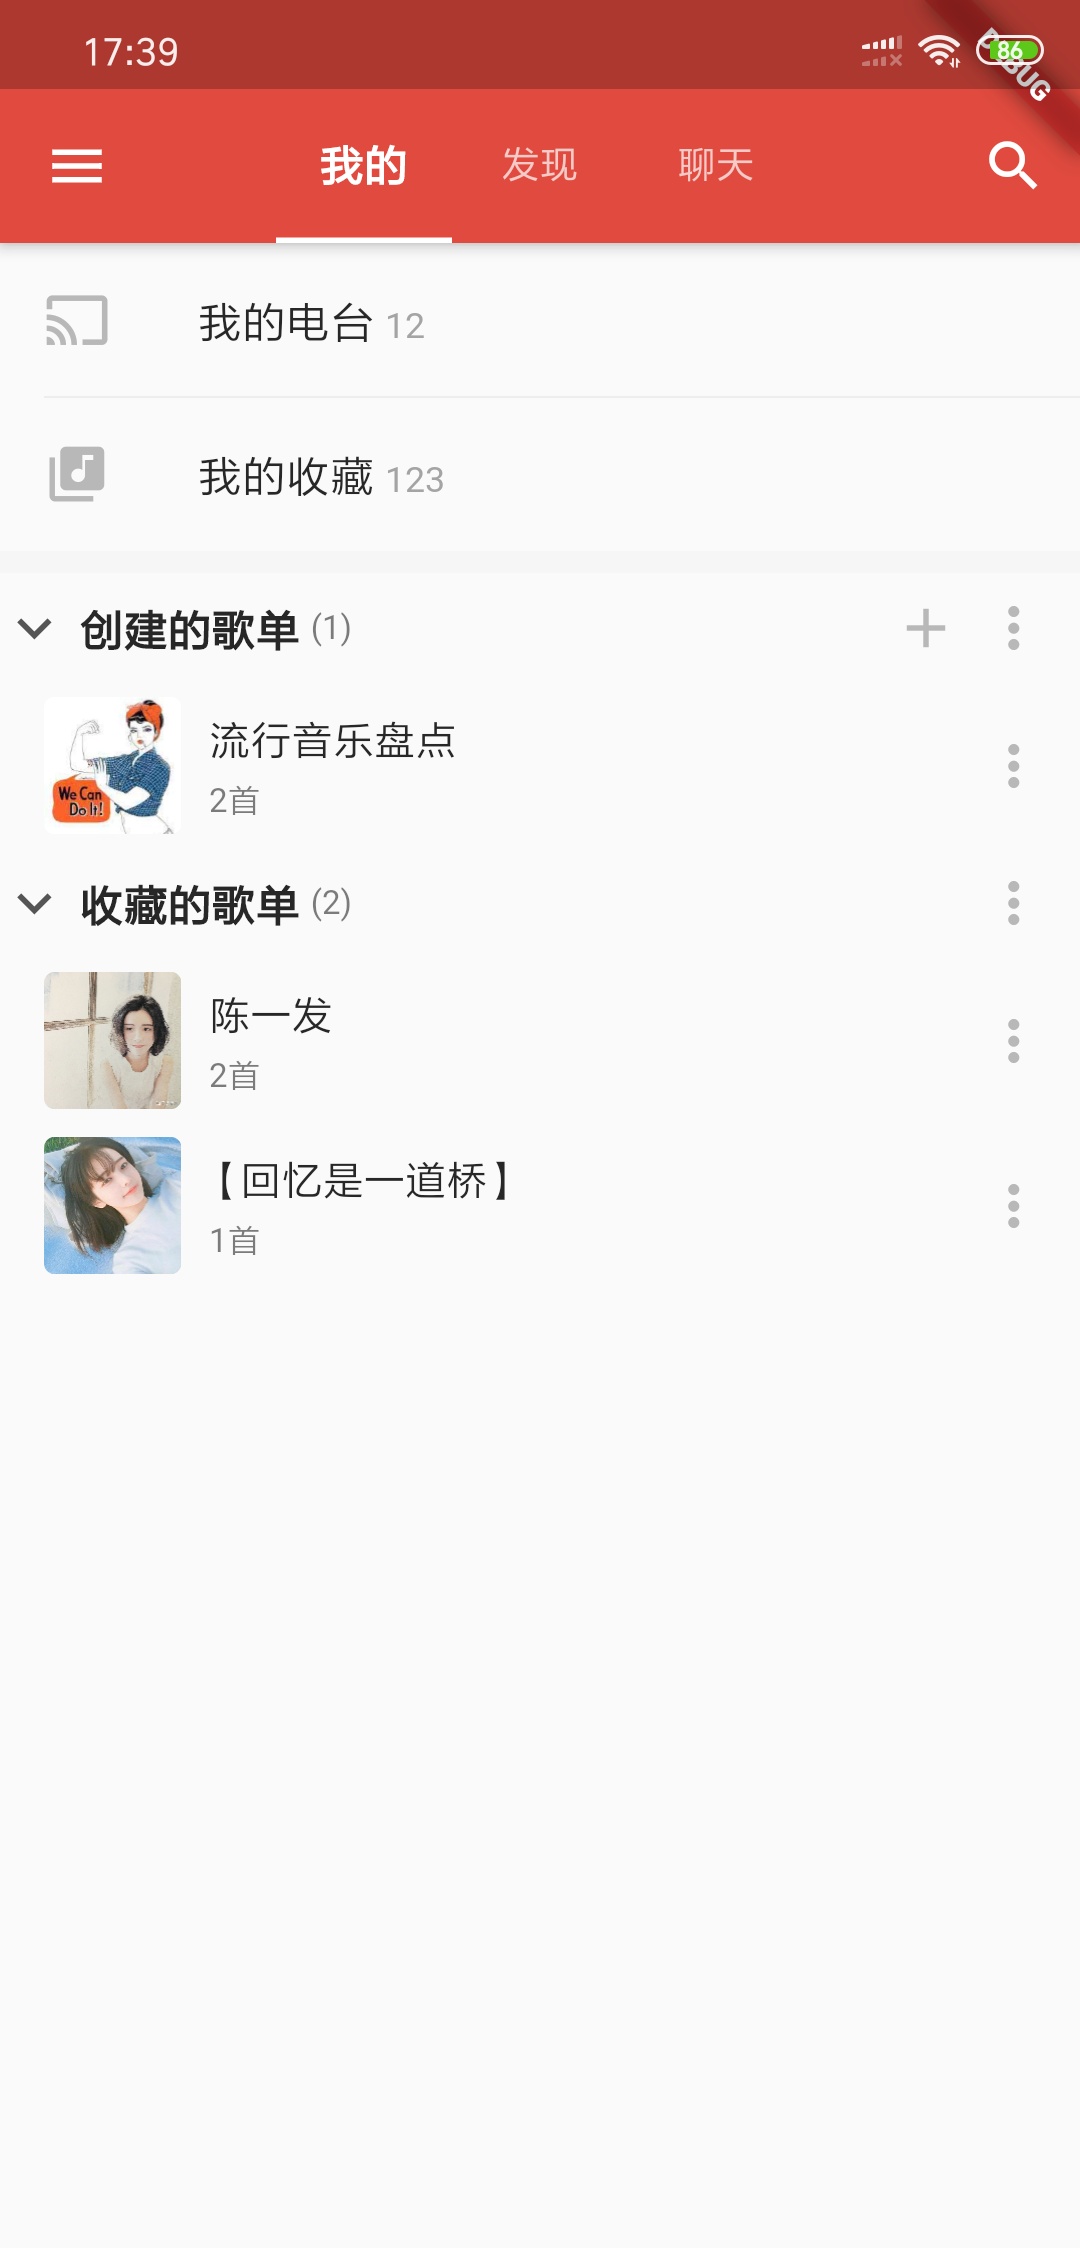 17:39
86
DEBUG
我的 发现 聊天
我的电台 12
我的收藏 123
创建的歌单 (1)
We Can
Do It!
流行音乐盘点
2首
收藏的歌单 (2)
陈一发
2首
【回忆是一道桥】
1首